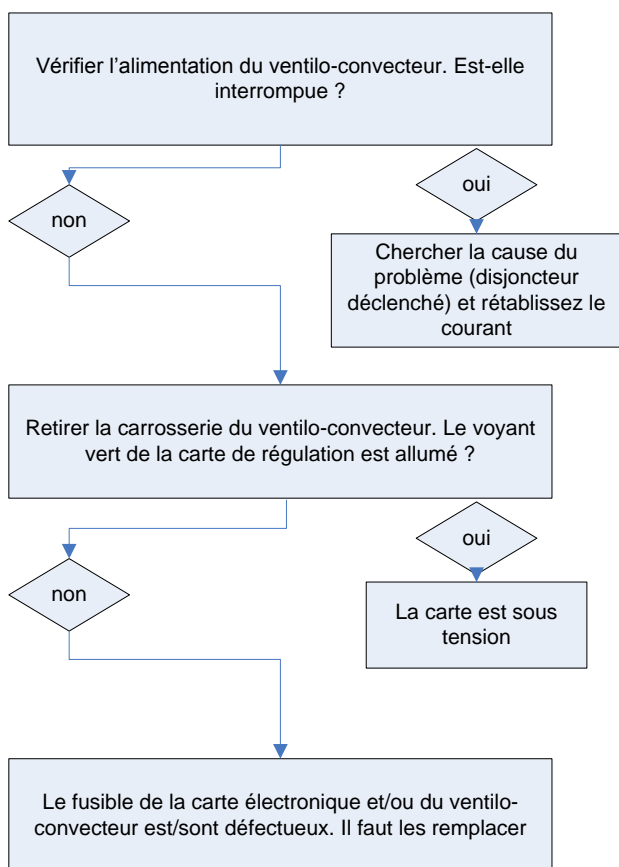 Vérifier l’alimentation du ventilo-convecteur. Est-elle
interrompue ?
non
oui
Chercher la cause du
problème (disjoncteur
déclenché) et rétablissez le
courant
Retirer la carrosserie du ventilo-convecteur. Le voyant
vert de la carte de régulation est allumé ?
non
oui
La carte est sous
tension
Le fusible de la carte électronique et/ou du ventilo-
convecteur est/sont défectueux. Il faut les remplacer